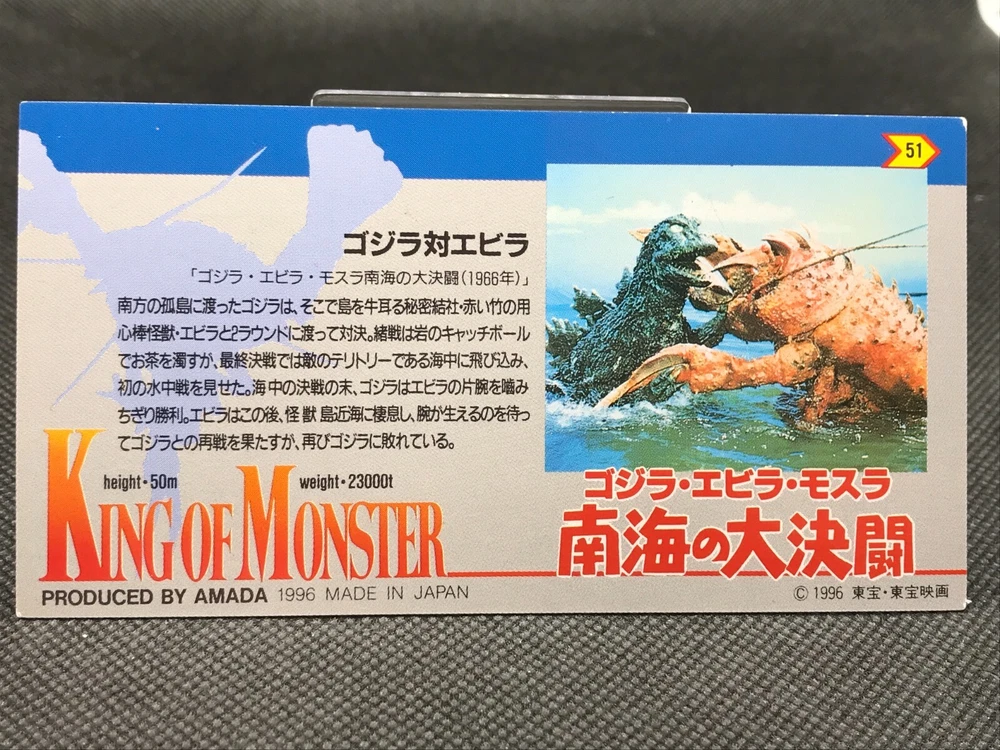 51
ゴジラ対エビラ
「ゴジラ・エビラ・モスラ南海の大決闘(1966年)」
南方の孤島に渡ったゴジラは、そこで島を牛耳る秘密結社・赤い竹の用
心棒怪獣・エビラと2ラウンドに渡って対決。緒戦は岩のキャッチボール
でお茶を濁すが、最終決戦では敵のテリトリーである海中に飛び込み、
初の水中戦を見せた。海中の決戦の末、ゴジラはエビラの片腕を嚙み
ちぎり勝利。エビラはこの後、怪獣島近海に棲息し、腕が生えるのを待っ
てゴジラとの再戦を果たすが、再びゴジラに敗れている。
height・50m weight・23000t
KING OF MONSTER
PRODUCED BY AMADA 1996 MADE IN JAPAN
ゴジラ・エビラ・モスラ
南海の大決闘
© 1996 東宝・東宝映画